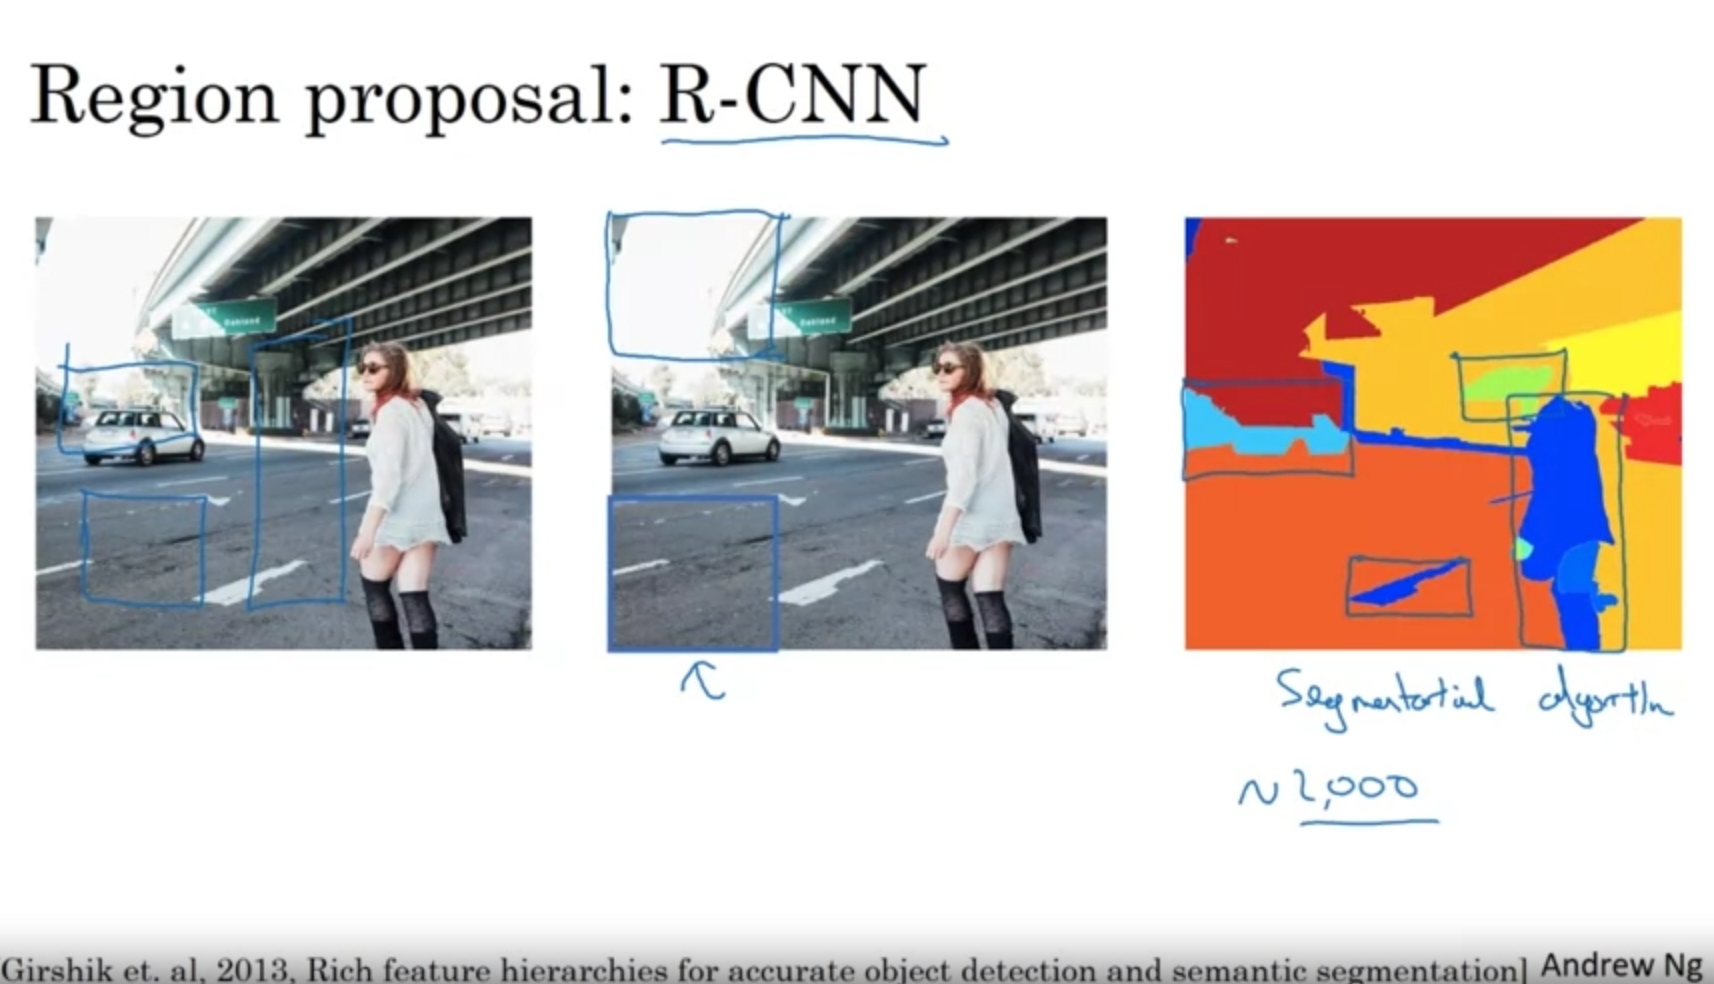 Region proposal: R-CNN
Oakland
Oakland
Segmentation algorithm
~2,000
Girshik et. al, 2013, Rich feature hierarchies for accurate object detection and semantic segmentation]
Andrew Ng